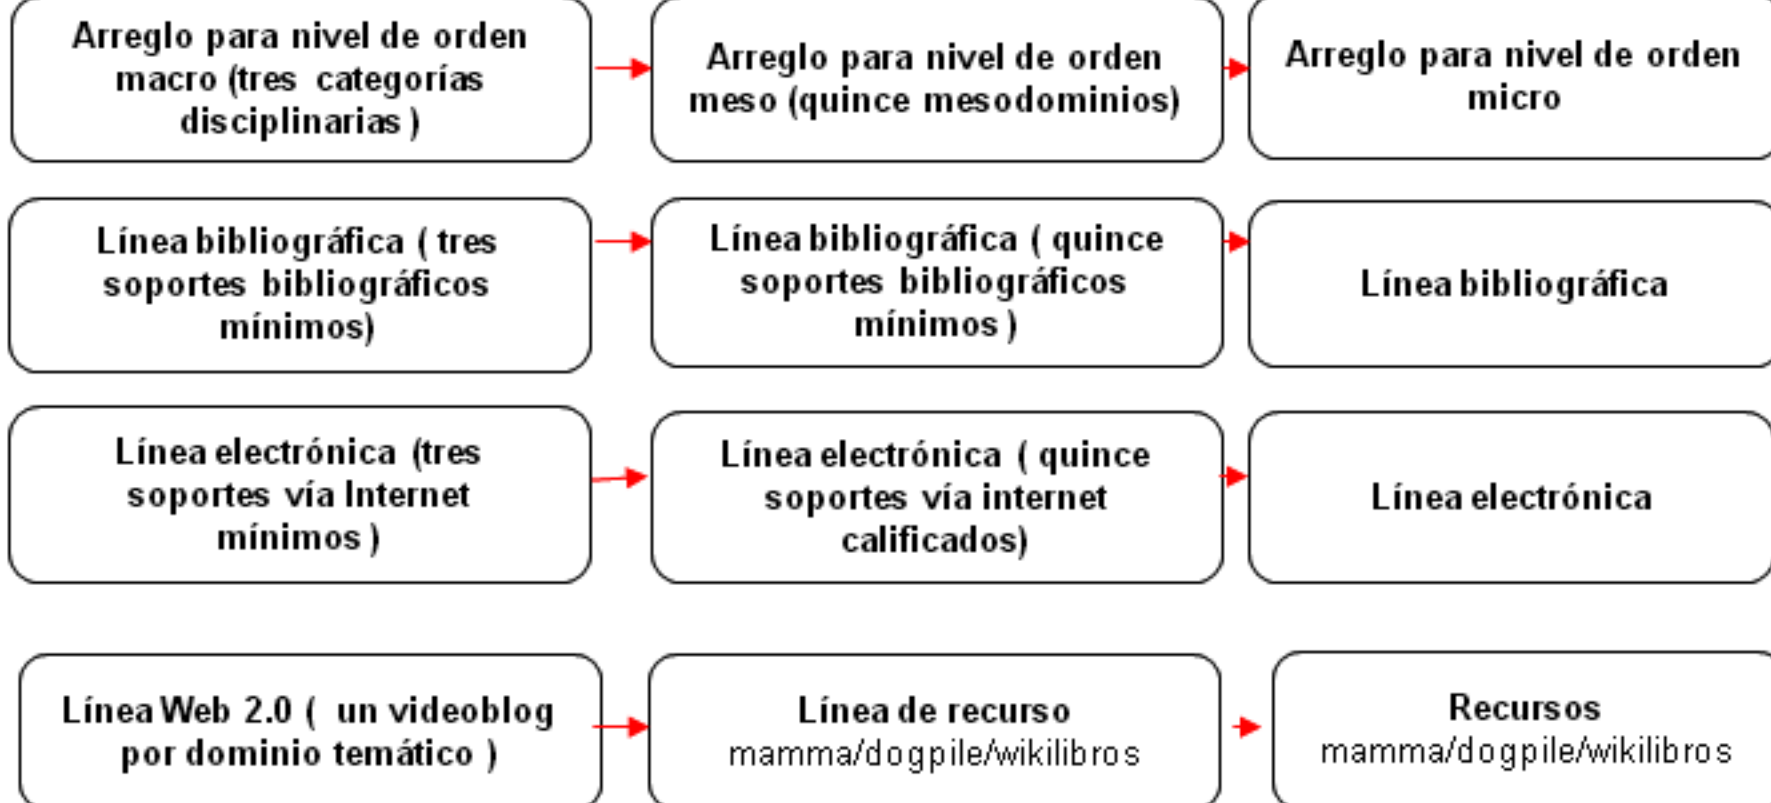 Arreglo para nivel de orden
macro (tres categorías
disciplinarias )
Arreglo para nivel de orden
meso (quince mesodominios)
Arreglo para nivel de orden
micro
Línea bibliográfica ( tres
soportes bibliográficos
mínimos)
Línea bibliográfica ( quince
soportes bibliográficos
mínimos )
Línea bibliográfica
Línea electrónica (tres
soportes vía Internet
mínimos )
Línea electrónica ( quince
soportes vía internet
calificados)
Línea electrónica
Línea Web 2.0 ( un videoblog
por dominio temático )
Línea de recurso
mamma/dogpile/wikilibros
Recursos
mamma/dogpile/wikilibros